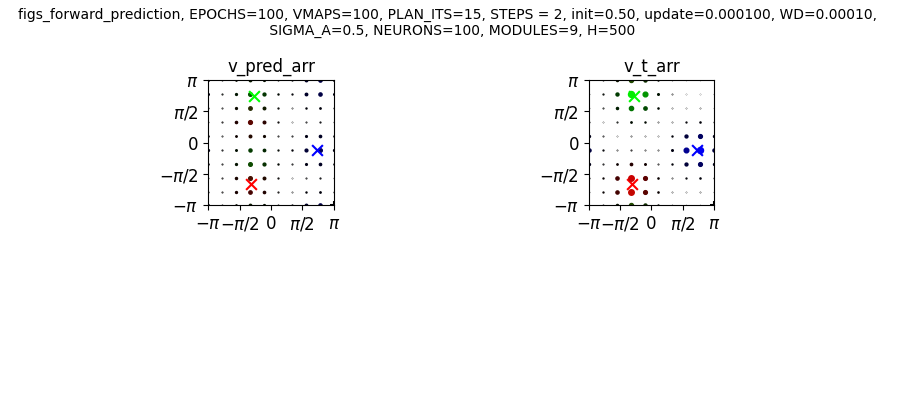 figs_forward_prediction, EPOCHS=100, VMAPS=100, PLAN_ITS=15, STEPS = 2, init=0.50, update=0.000100, WD=0.00010,
SIGMA_A=0.5, NEURONS=100, MODULES=9, H=500
v_pred_arr
π
π/2
0
−π/2
−π
−π −π/2 0 π/2 π
v_t_arr
π
π/2
0
−π/2
−π
−π −π/2 0 π/2 π